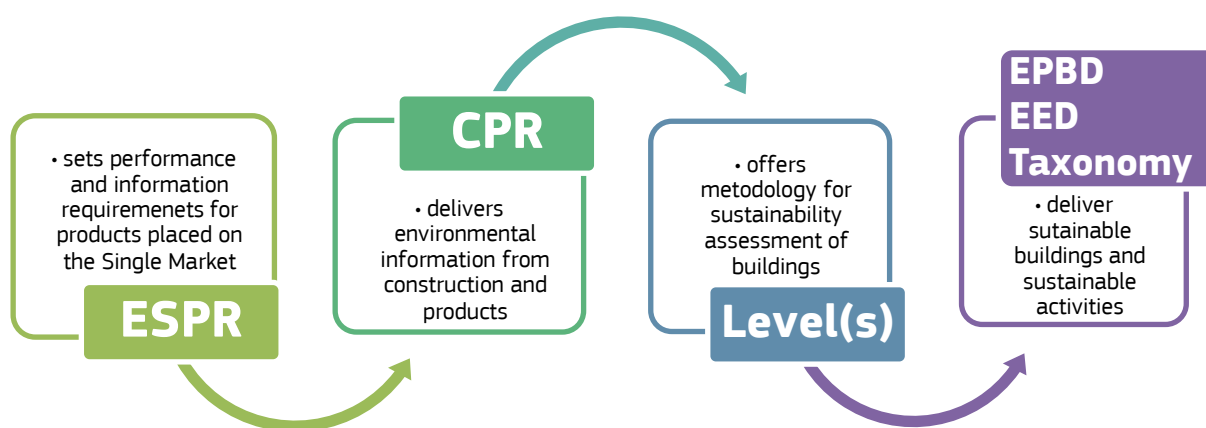 • sets performance
and information
requiremenets for
products placed on
the Single Market
ESPR
CPR
• delivers
environmental
information from
construction and
products
• offers
metodology for
sustainability
assessment of
buildings
Level(s)
EPBD
EED
Taxonomy
• deliver
sutainable
buildings and
sustainable
activities